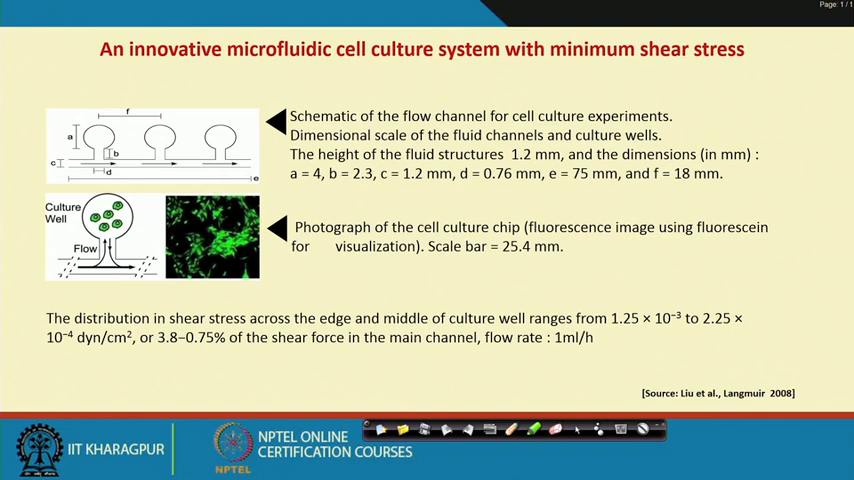 Page: 1 / 1
An innovative microfluidic cell culture system with minimum shear stress
f
a
b
c
d
e
Schematic of the flow channel for cell culture experiments.
Dimensional scale of the fluid channels and culture wells.
The height of the fluid structures 1.2 mm, and the dimensions (in mm) :
a = 4, b = 2.3, c = 1.2 mm, d = 0.76 mm, e = 75 mm, and f = 18 mm.
Culture
Well
Flow
Photograph of the cell culture chip (fluorescence image using fluorescein
for visualization). Scale bar = 25.4 mm.
The distribution in shear stress across the edge and middle of culture well ranges from 1.25 × 10⁻³ to 2.25 ×
10⁻⁴ dyn/cm², or 3.8−0.75% of the shear force in the main channel, flow rate : 1ml/h
[Source: Liu et al., Langmuir 2008]
IIT KHARAGPUR
NPTEL
NPTEL ONLINE
CERTIFICATION COURSES